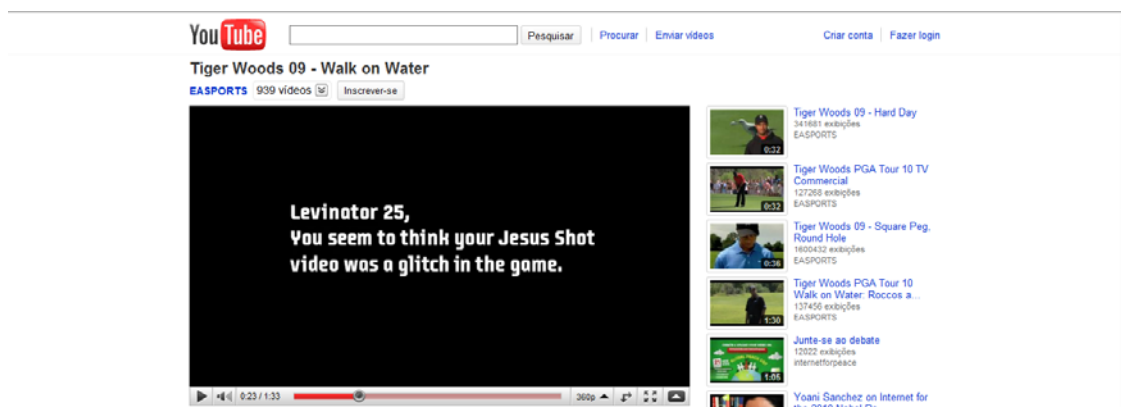 YouTube
Pesquisar
Procurar
Enviar vídeos
Criar conta
Fazer login
Tiger Woods 09 - Walk on Water
EASPORTS 939 vídeos
Inscrever-se
Levinator 25,
You seem to think your Jesus Shot
video was a glitch in the game.
0:23 / 1:33
360p
0:32
Tiger Woods 09 - Hard Day
341681 exibições
EASPORTS
0:32
Tiger Woods PGA Tour 10 TV
Commercial
127268 exibições
EASPORTS
0:36
Tiger Woods 09 - Square Peg,
Round Hole
1600432 exibições
EASPORTS
1:30
Tiger Woods PGA Tour 10
Walk on Water: Roccos a...
137456 exibições
EASPORTS
1:05
Junte-se ao debate
12022 exibições
internetforpeace
Yoani Sanchez on Internet for
the 2010 Nobel